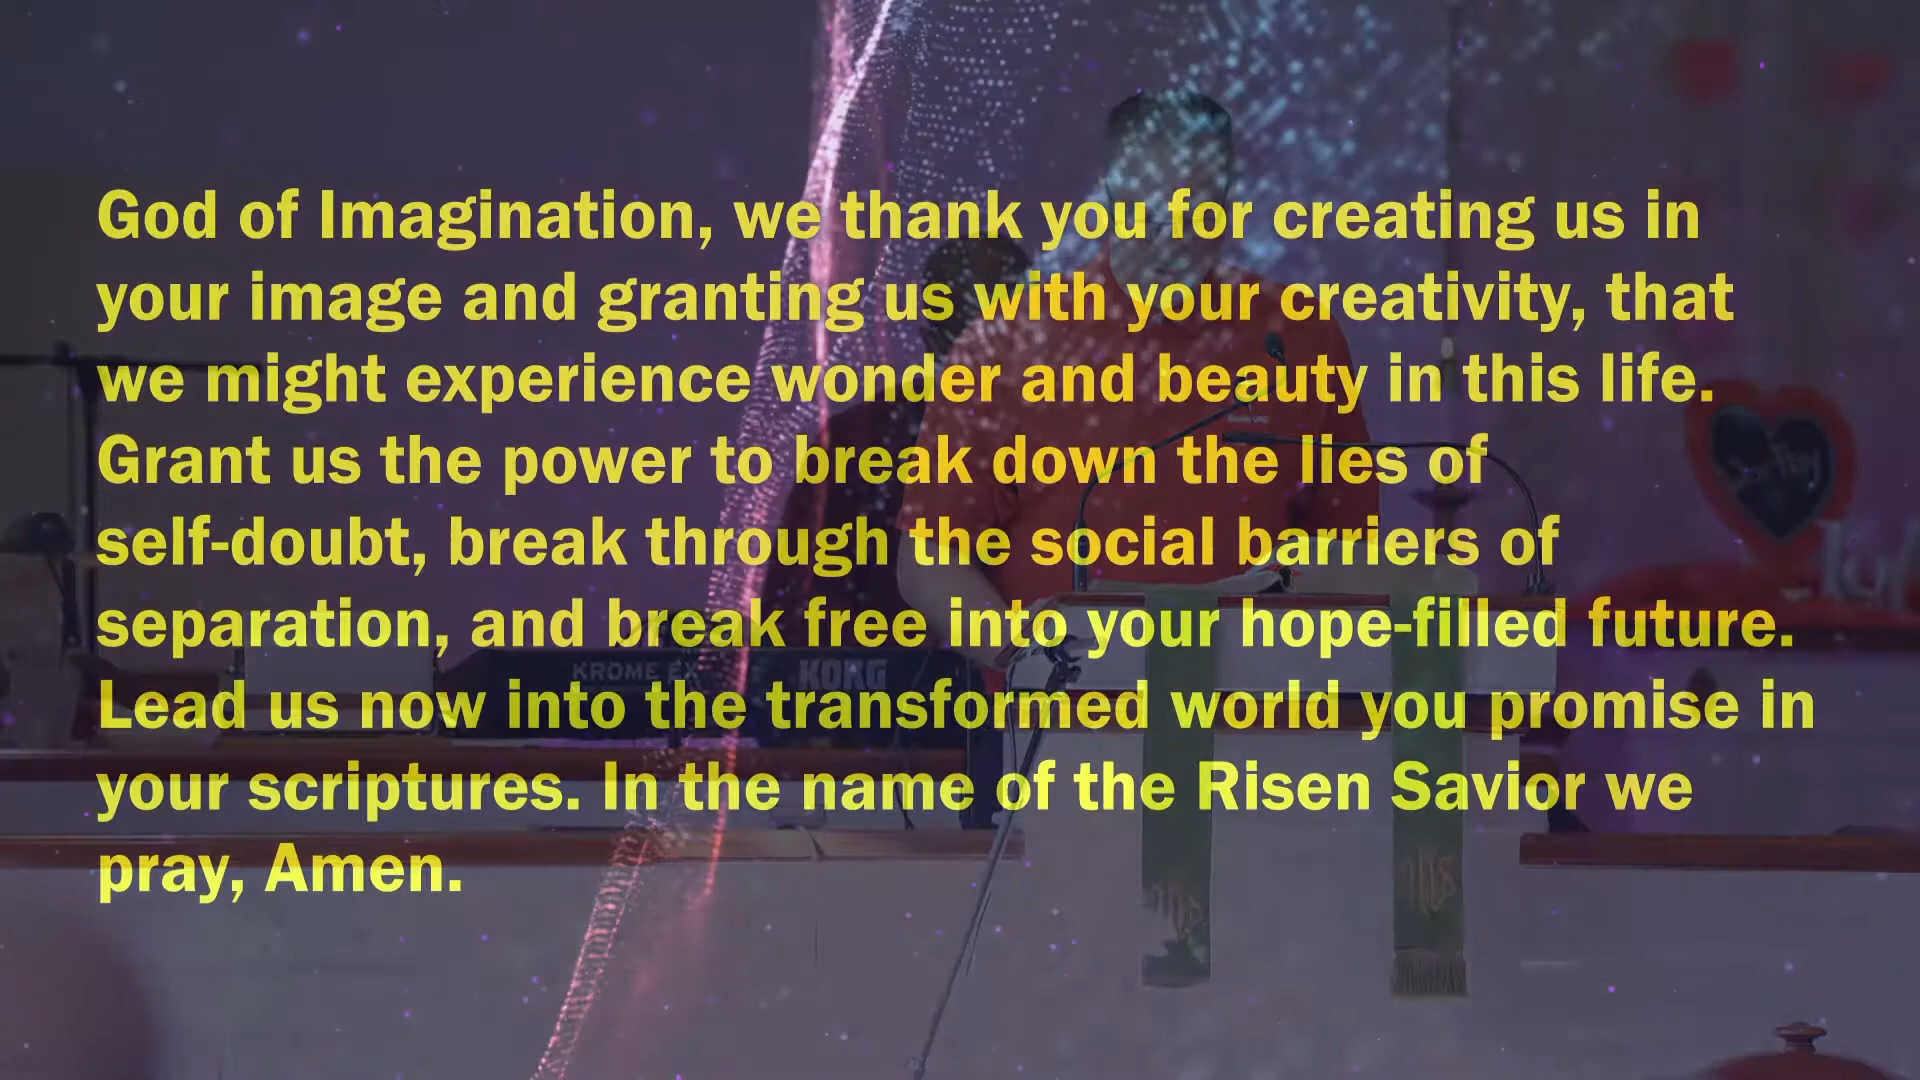 God of Imagination, we thank you for creating us in
your image and granting us with your creativity, that
we might experience wonder and beauty in this life.
Grant us the power to break down the lies of
self-doubt, break through the social barriers of
separation, and break free into your hope-filled future.
KROME EX KORG
Lead us now into the transformed world you promise in
your scriptures. In the name of the Risen Savior we
pray, Amen.